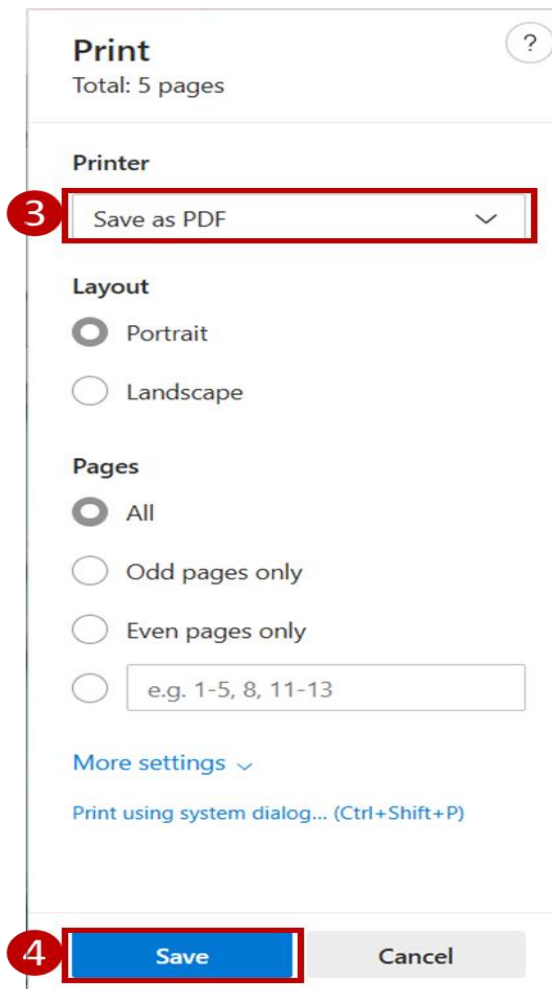 Print
?
Total: 5 pages
Printer
3
Save as PDF
Layout
Portrait
Landscape
Pages
All
Odd pages only
Even pages only
e.g. 1-5, 8, 11-13
More settings
Print using system dialog... (Ctrl+Shift+P)
4
Save
Cancel